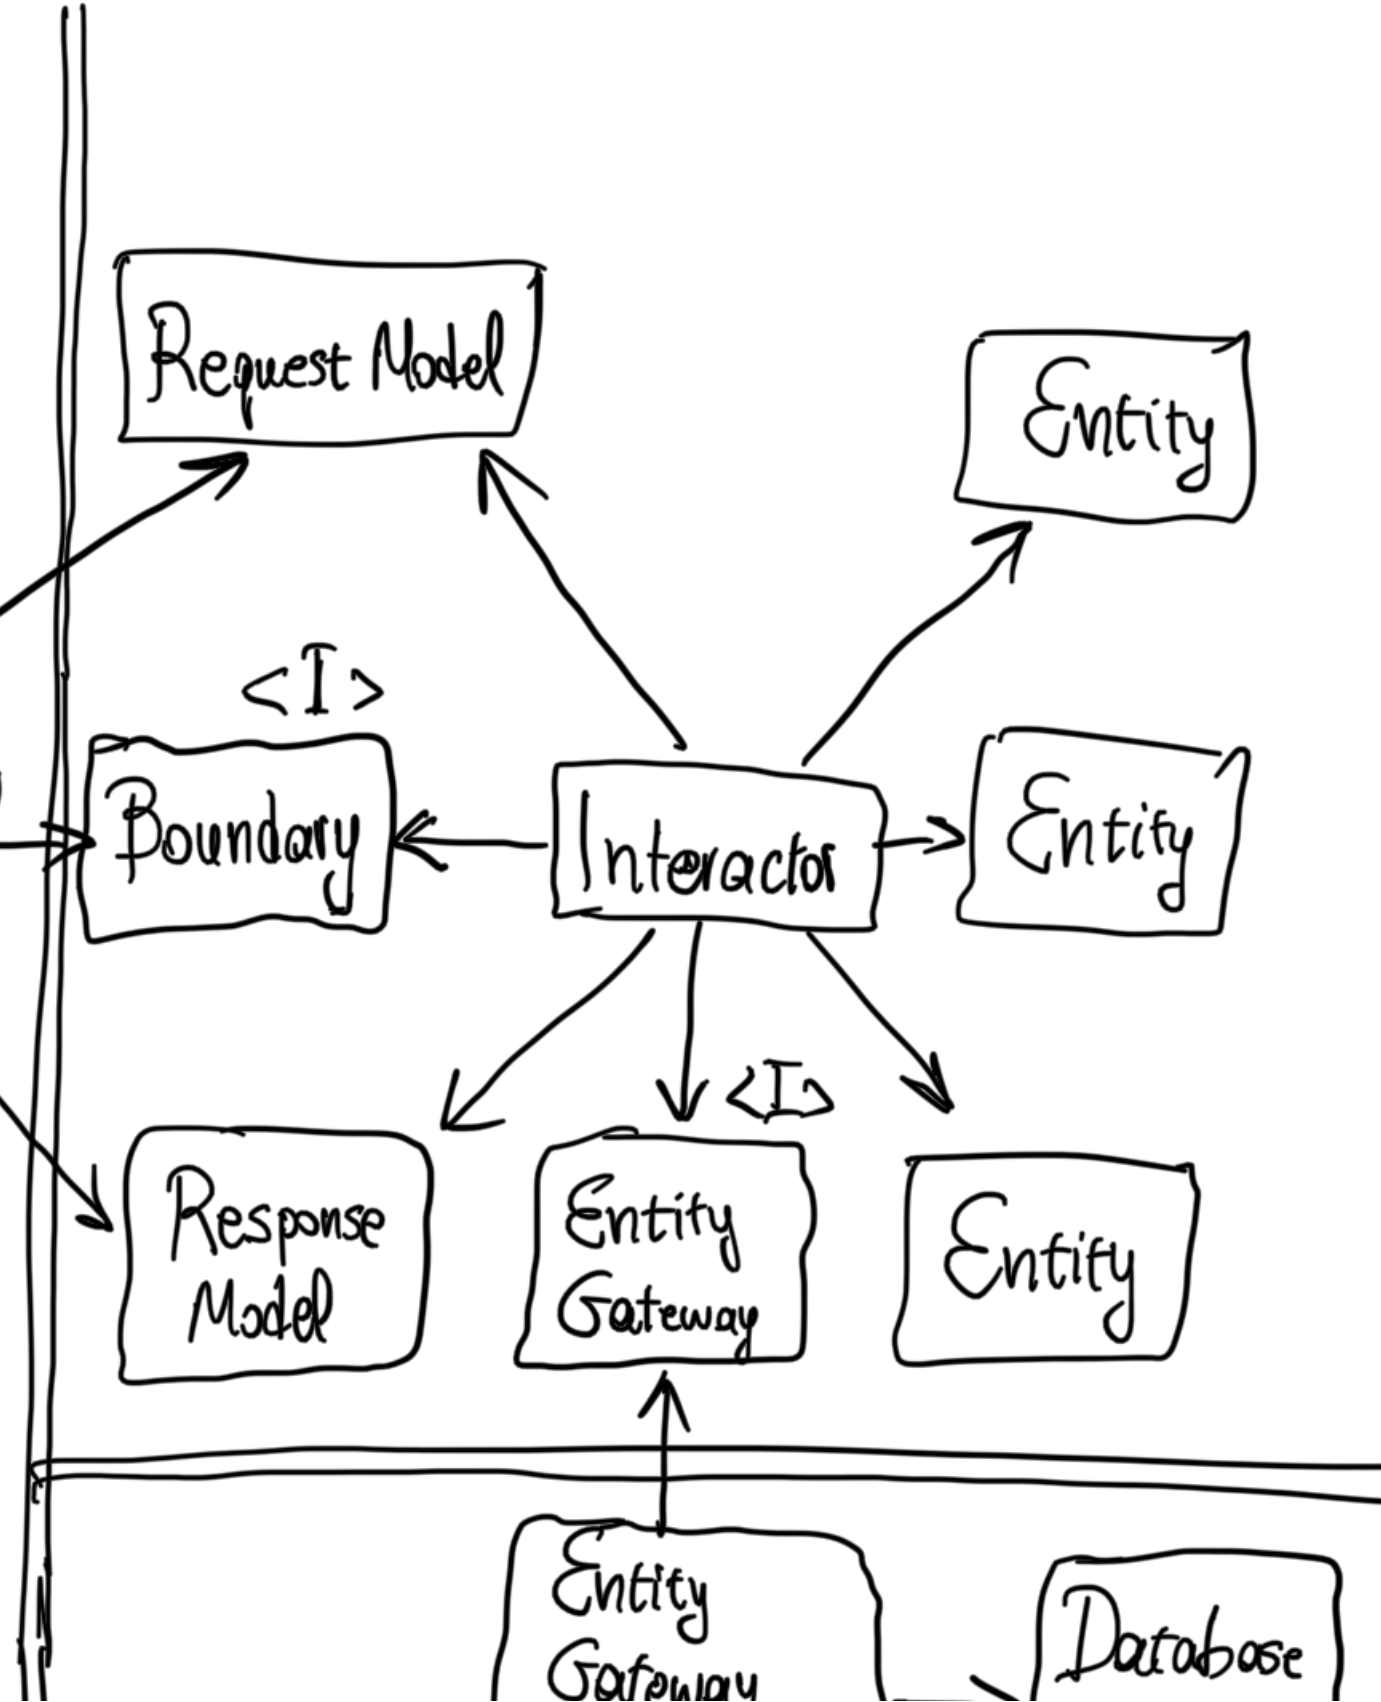 Request Model
Entity
<I>
Boundary
Interactor
Entity
<I>
Response
Model
Entity
Gateway
Entity
Entity
Gateway
Database